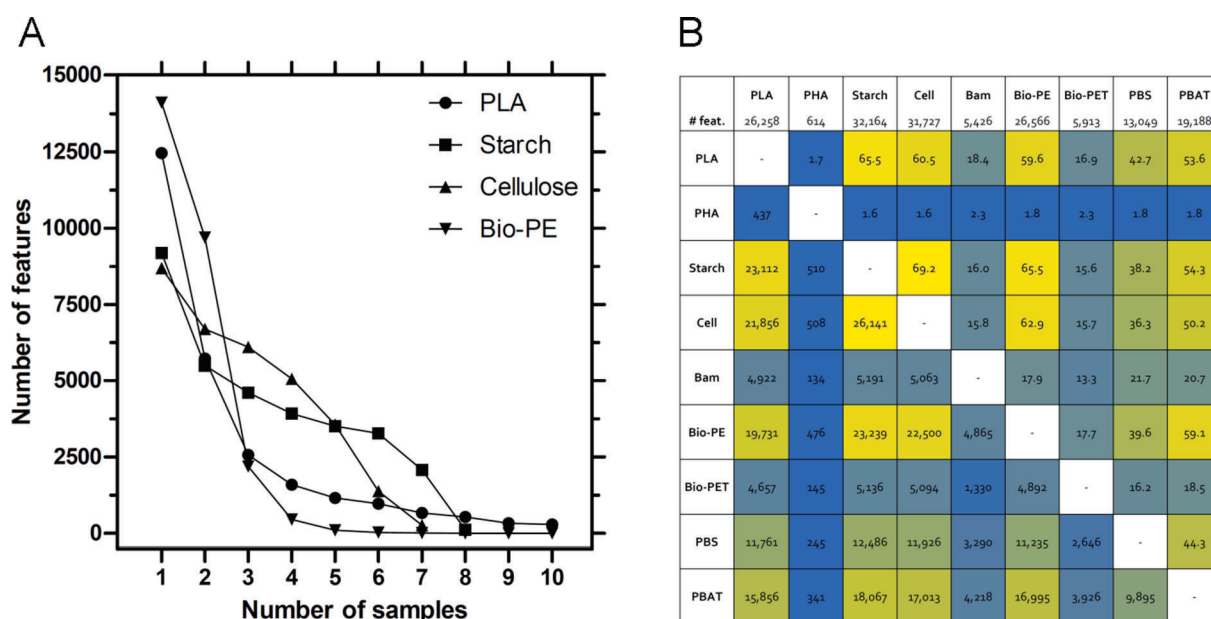 A
15000
12500
10000
7500
5000
2500
0
Number of features
PLA
Starch
Cellulose
Bio-PE
1 2 3 4 5 6 7 8 9 10
Number of samples
B
PLA PHA Starch Cell Bam Bio-PE Bio-PET PBS PBAT
# feat. 26,258 614 32,164 31,727 5,426 26,566 5,913 13,049 19,188
PLA - 1.7 65.5 60.5 18.4 59.6 16.9 42.7 53.6
PHA 437 - 1.6 1.6 2.3 1.8 2.3 1.8 1.8
Starch 23,112 510 - 69.2 16.0 65.5 15.6 38.2 54.3
Cell 21,856 508 26,141 - 15.8 62.9 15.7 36.3 50.2
Bam 4,922 134 5,191 5,063 - 17.9 13.3 21.7 20.7
Bio-PE 19,731 476 23,239 22,500 4,865 - 17.7 39.6 59.1
Bio-PET 4,657 145 5,136 5,094 1,330 4,892 - 16.2 18.5
PBS 11,761 245 12,486 11,926 3,290 11,235 2,646 - 44.3
PBAT 15,856 341 18,067 17,013 4,218 16,995 3,926 9,895 -